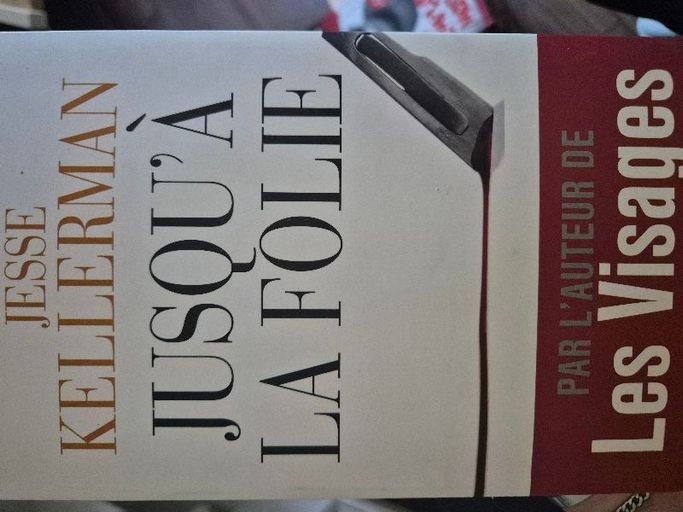 JESSE
KELLERMAN
JUSQU'À
LA FOLIE
PAR L'AUTEUR DE
Les Visages